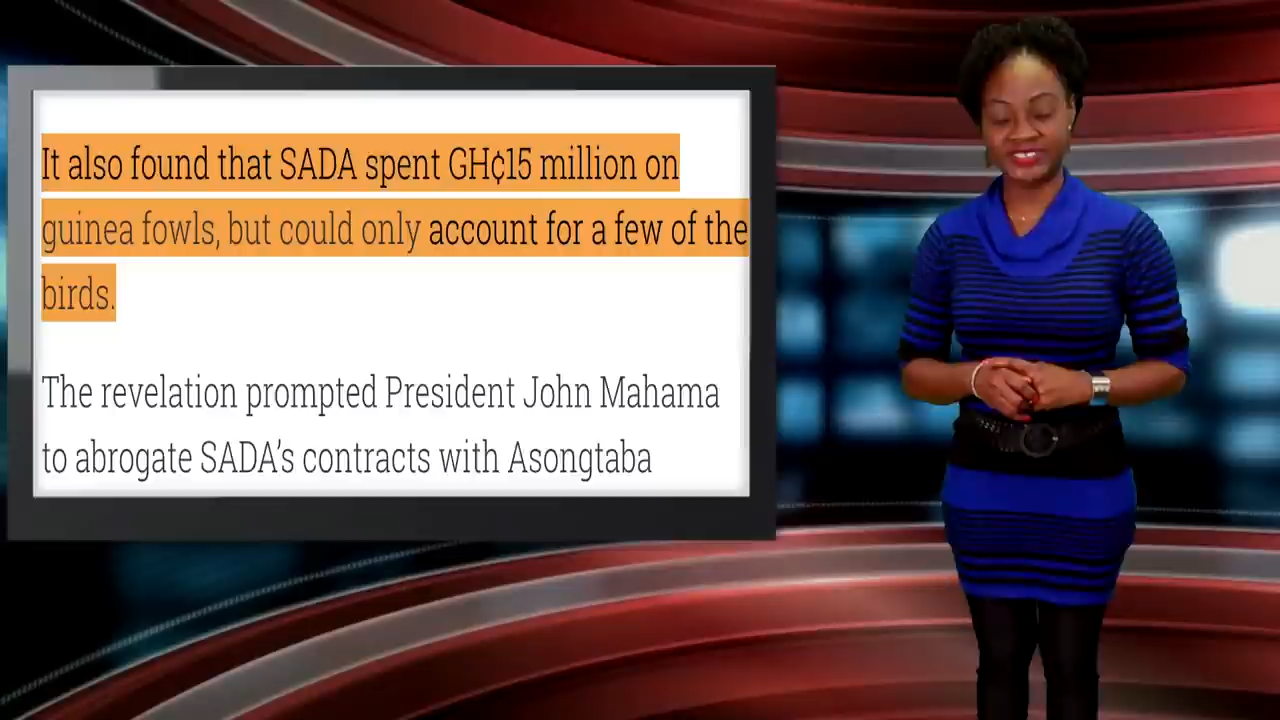 It also found that SADA spent GH¢15 million on
guinea fowls, but could only account for a few of the
birds.
The revelation prompted President John Mahama
to abrogate SADA’s contracts with Asongtaba